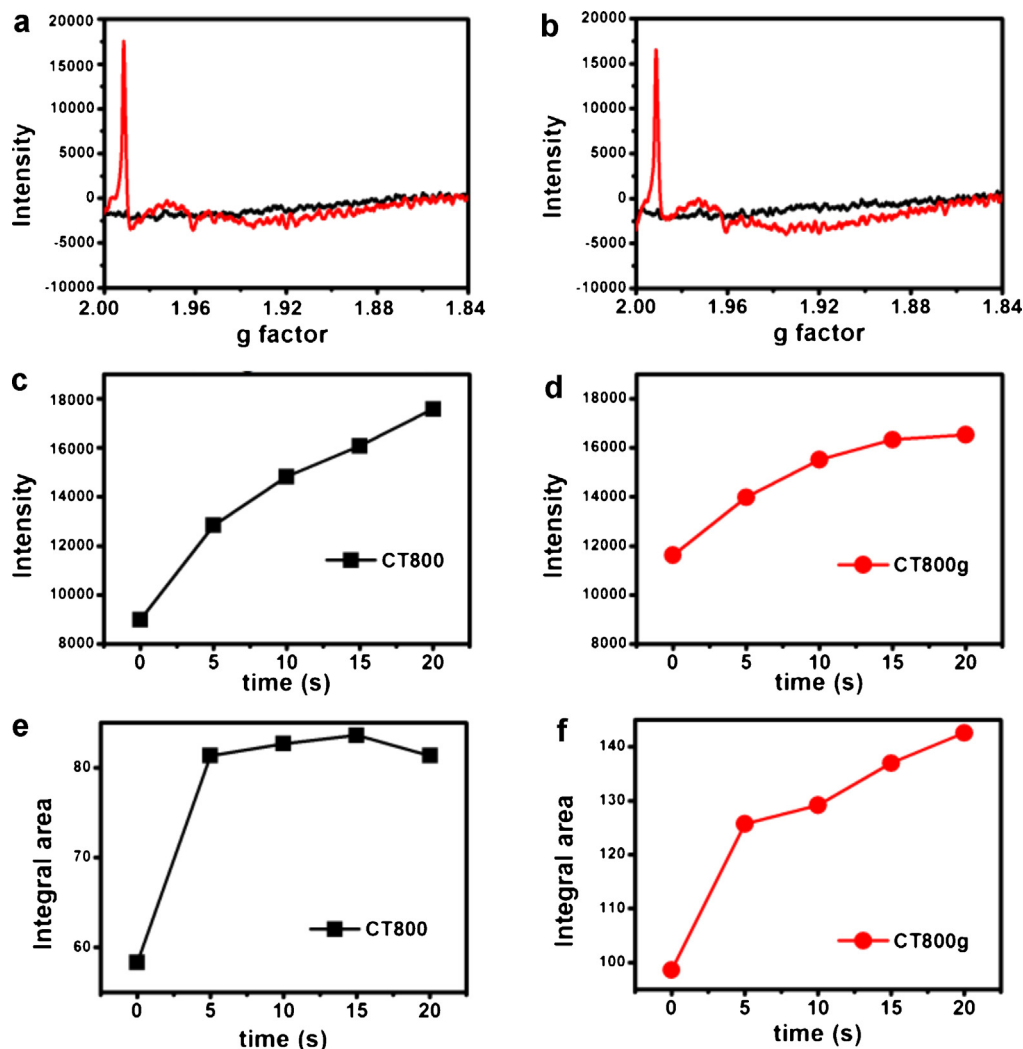 a
20000
15000
10000
5000
0
-5000
-10000
Intensity
2.00 1.96 1.92 1.88 1.84
g factor
b
20000
15000
10000
5000
0
-5000
-10000
Intensity
2.00 1.96 1.92 1.88 1.84
g factor
c
18000
16000
14000
12000
10000
8000
Intensity
CT800
0 5 10 15 20
time (s)
d
18000
16000
14000
12000
10000
8000
Intensity
CT800g
0 5 10 15 20
time (s)
e
80
70
60
Integral area
CT800
0 5 10 15 20
time (s)
f
140
130
120
110
100
Integral area
CT800g
0 5 10 15 20
time (s)